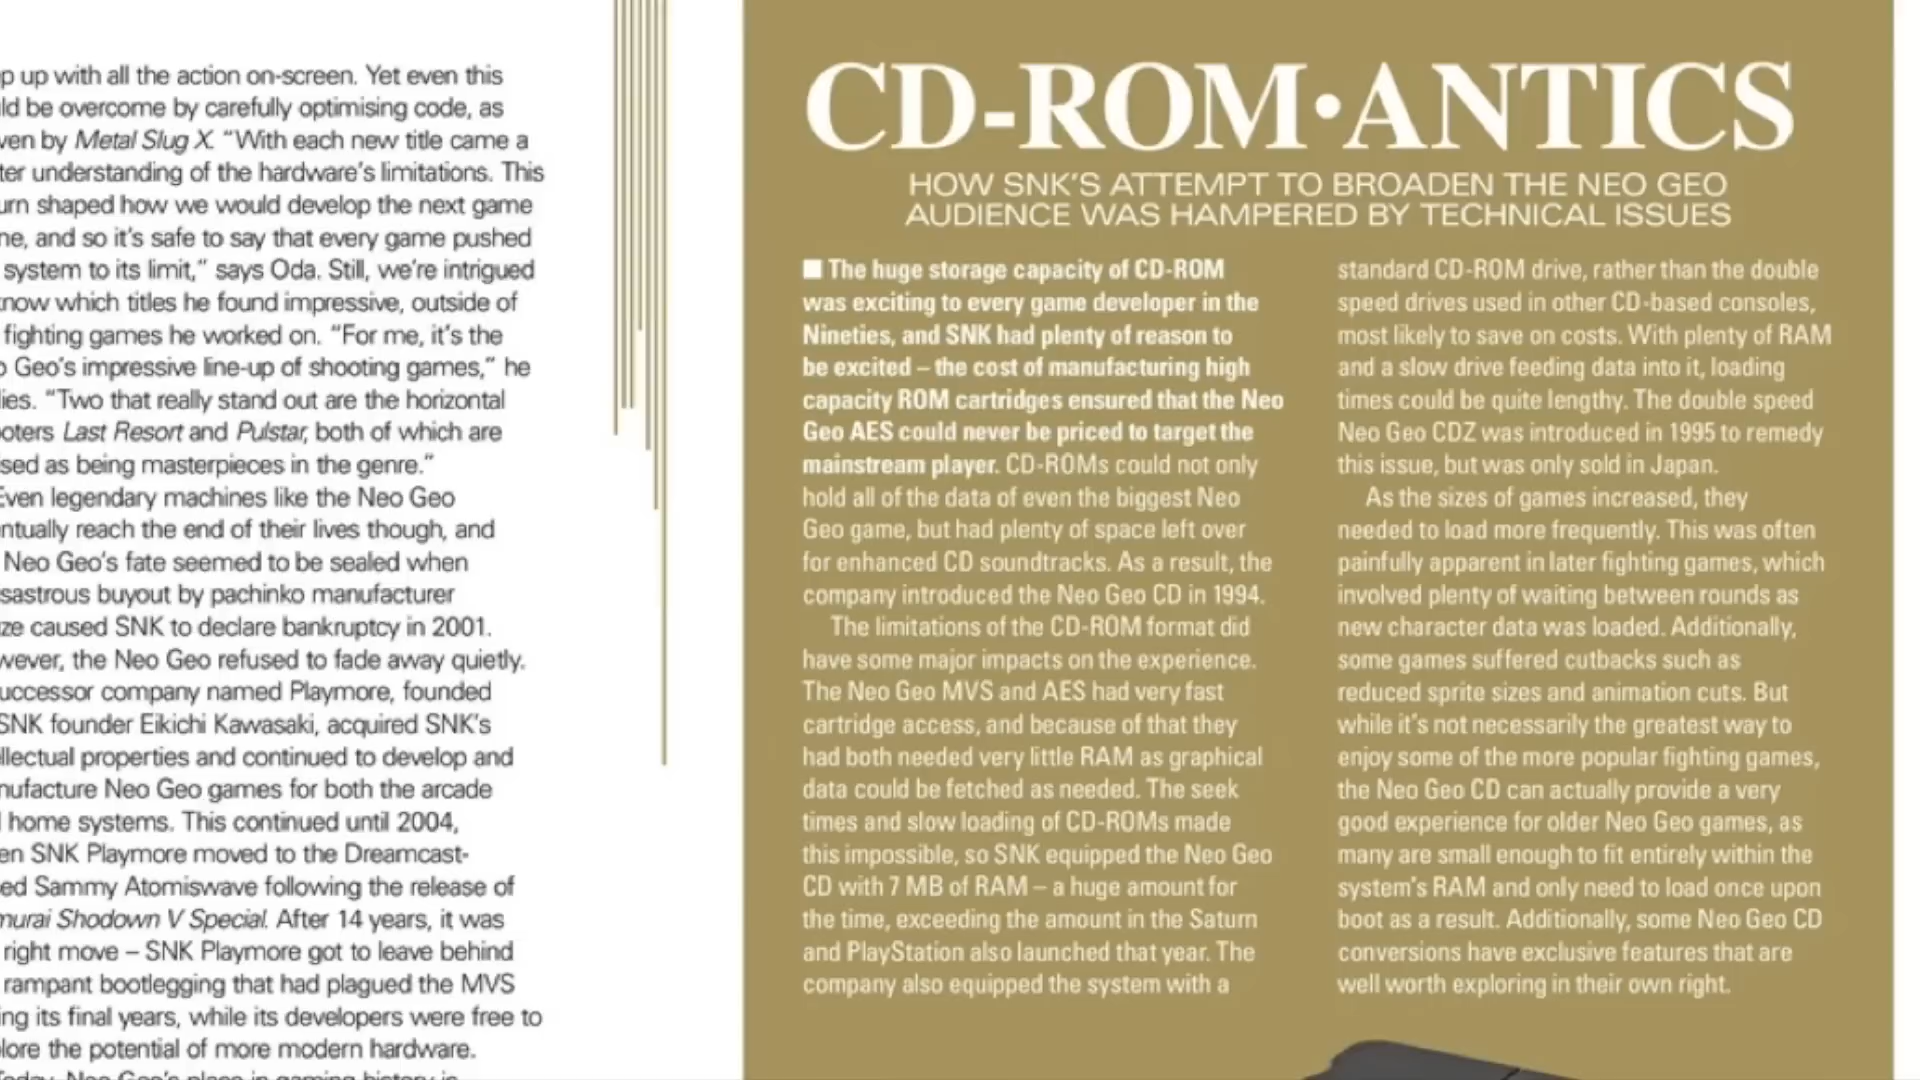 p up with all the action on-screen. Yet even this
ld be overcome by carefully optimising code, as
ven by Metal Slug X. “With each new title came a
ter understanding of the hardware’s limitations. This
urn shaped how we would develop the next game
ne, and so it’s safe to say that every game pushed
system to its limit,” says Oda. Still, we’re intrigued
know which titles he found impressive, outside of
fighting games he worked on. “For me, it’s the
o Geo’s impressive line-up of shooting games,” he
lies. “Two that really stand out are the horizontal
oters Last Resort and Pulstar, both of which are
ised as being masterpieces in the genre.”
Even legendary machines like the Neo Geo
entually reach the end of their lives though, and
Neo Geo’s fate seemed to be sealed when
sastrous buyout by pachinko manufacturer
ze caused SNK to declare bankruptcy in 2001.
wever, the Neo Geo refused to fade away quietly.
uccessor company named Playmore, founded
SNK founder Eikichi Kawasaki, acquired SNK’s
ellectual properties and continued to develop and
nufacture Neo Geo games for both the arcade
l home systems. This continued until 2004,
en SNK Playmore moved to the Dreamcast-
ed Sammy Atomiswave following the release of
murai Shodown V Special. After 14 years, it was
right move – SNK Playmore got to leave behind
rampant bootlegging that had plagued the MVS
ing its final years, while its developers were free to
lore the potential of more modern hardware.
Today, Neo Geo’s place in gaming history is
CD-ROM•ANTICS
HOW SNK’S ATTEMPT TO BROADEN THE NEO GEO
AUDIENCE WAS HAMPERED BY TECHNICAL ISSUES
■ The huge storage capacity of CD-ROM
was exciting to every game developer in the
Nineties, and SNK had plenty of reason to
be excited – the cost of manufacturing high
capacity ROM cartridges ensured that the Neo
Geo AES could never be priced to target the
mainstream player. CD-ROMs could not only
hold all of the data of even the biggest Neo
Geo game, but had plenty of space left over
for enhanced CD soundtracks. As a result, the
company introduced the Neo Geo CD in 1994.
The limitations of the CD-ROM format did
have some major impacts on the experience.
The Neo Geo MVS and AES had very fast
cartridge access, and because of that they
had both needed very little RAM as graphical
data could be fetched as needed. The seek
times and slow loading of CD-ROMs made
this impossible, so SNK equipped the Neo Geo
CD with 7 MB of RAM – a huge amount for
the time, exceeding the amount in the Saturn
and PlayStation also launched that year. The
company also equipped the system with a
standard CD-ROM drive, rather than the double
speed drives used in other CD-based consoles,
most likely to save on costs. With plenty of RAM
and a slow drive feeding data into it, loading
times could be quite lengthy. The double speed
Neo Geo CDZ was introduced in 1995 to remedy
this issue, but was only sold in Japan.
As the sizes of games increased, they
needed to load more frequently. This was often
painfully apparent in later fighting games, which
involved plenty of waiting between rounds as
new character data was loaded. Additionally,
some games suffered cutbacks such as
reduced sprite sizes and animation cuts. But
while it’s not necessarily the greatest way to
enjoy some of the more popular fighting games,
the Neo Geo CD can actually provide a very
good experience for older Neo Geo games, as
many are small enough to fit entirely within the
system’s RAM and only need to load once upon
boot as a result. Additionally, some Neo Geo CD
conversions have exclusive features that are
well worth exploring in their own right.